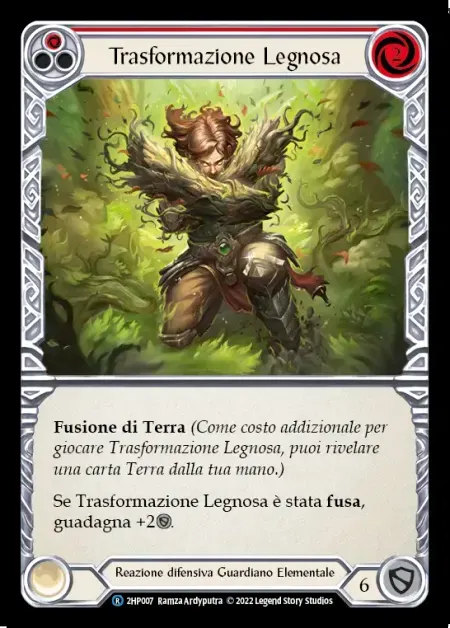 Trasformazione Legnosa
2
Fusione di Terra (Come costo addizionale per
giocare Trasformazione Legnosa, puoi rivelare
una carta Terra dalla tua mano.)
Se Trasformazione Legnosa è stata fusa,
guadagna +2
Reazione difensiva Guardiano Elementale
6
R 2HP007 Ramza Ardyputra © 2022 Legend Story Studios